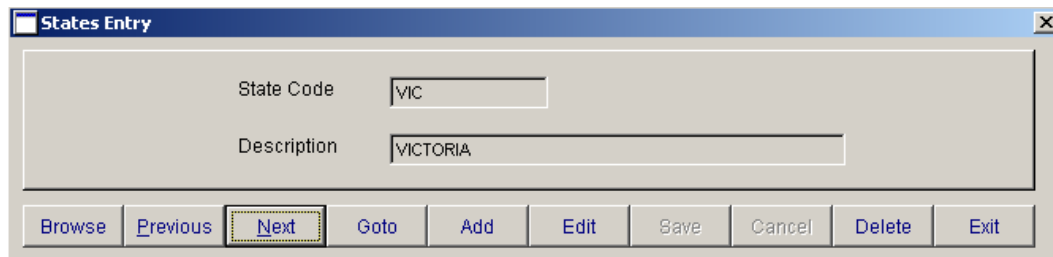 States Entry
State Code VIC
Description VICTORIA
Browse Previous Next Goto Add Edit Save Cancel Delete Exit